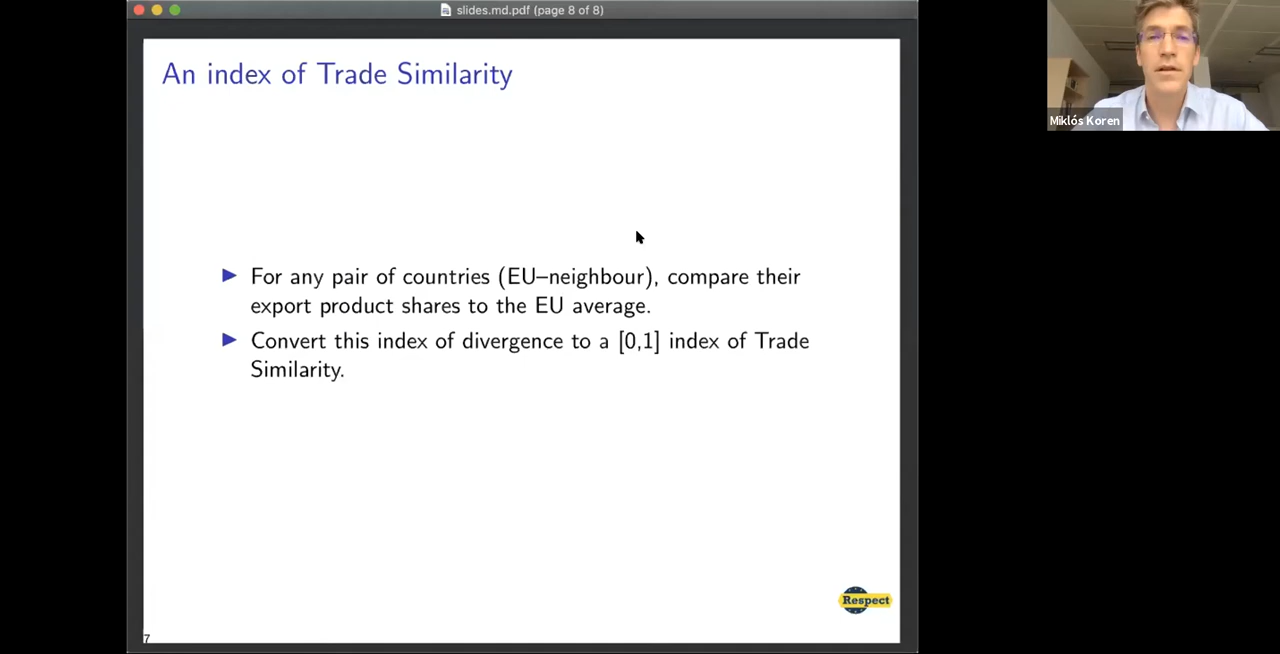 slides.md.pdf (page 8 of 8)
An index of Trade Similarity
Miklós Koren
► For any pair of countries (EU–neighbour), compare their
export product shares to the EU average.
► Convert this index of divergence to a [0,1] index of Trade
Similarity.
Respect
7